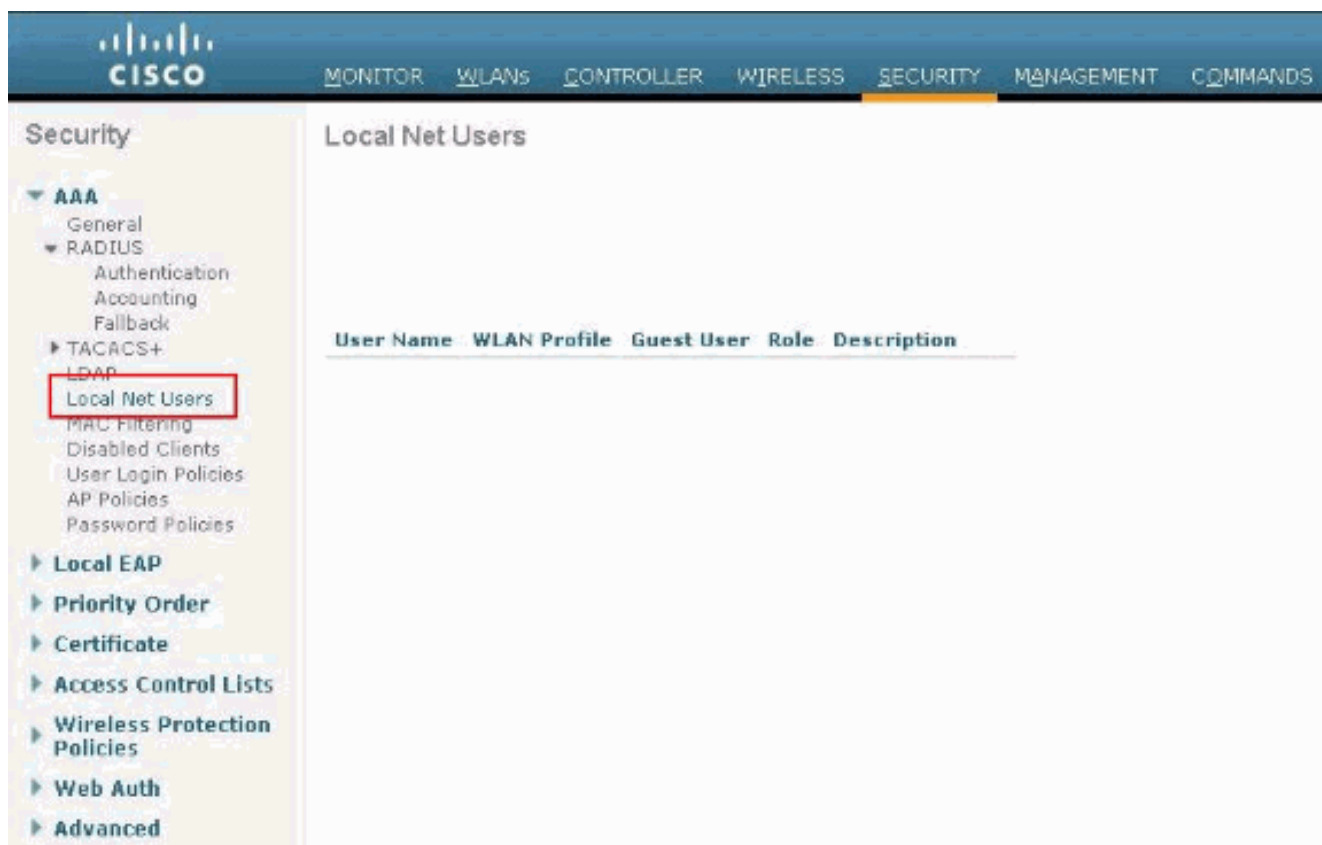 CISCO
MONITOR WLANs CONTROLLER WIRELESS SECURITY MANAGEMENT COMMANDS
Security
AAA
General
RADIUS
Authentication
Accounting
Fallback
TACACS+
LDAP
Local Net Users
MAC Filtering
Disabled Clients
User Login Policies
AP Policies
Password Policies
Local EAP
Priority Order
Certificate
Access Control Lists
Wireless Protection
Policies
Web Auth
Advanced
Local Net Users
User Name WLAN Profile Guest User Role Description